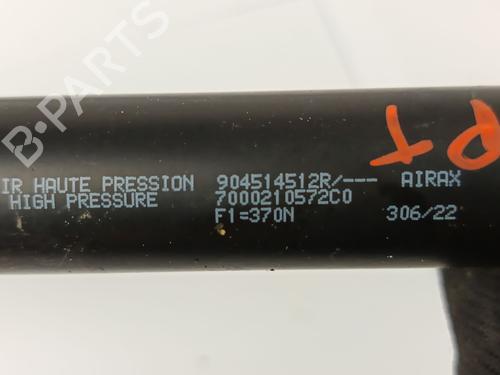 IR HAUTE PRESSION 904514512R/--- AIRAX
HIGH PRESSURE 7000210572C0
F1=370N 306/22
PT
B-PARTS